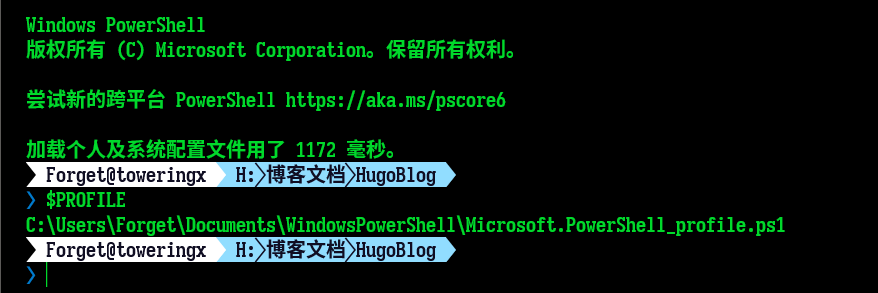 Windows PowerShell
版权所有 (C) Microsoft Corporation。保留所有权利。
尝试新的跨平台 PowerShell https://aka.ms/pscore6
加载个人及系统配置文件用了 1172 毫秒。
Forget@toweringx H:〉博客文档〉HugoBlog
〉 $PROFILE
C:\Users\Forget\Documents\WindowsPowerShell\Microsoft.PowerShell_profile.ps1
Forget@toweringx H:〉博客文档〉HugoBlog
〉